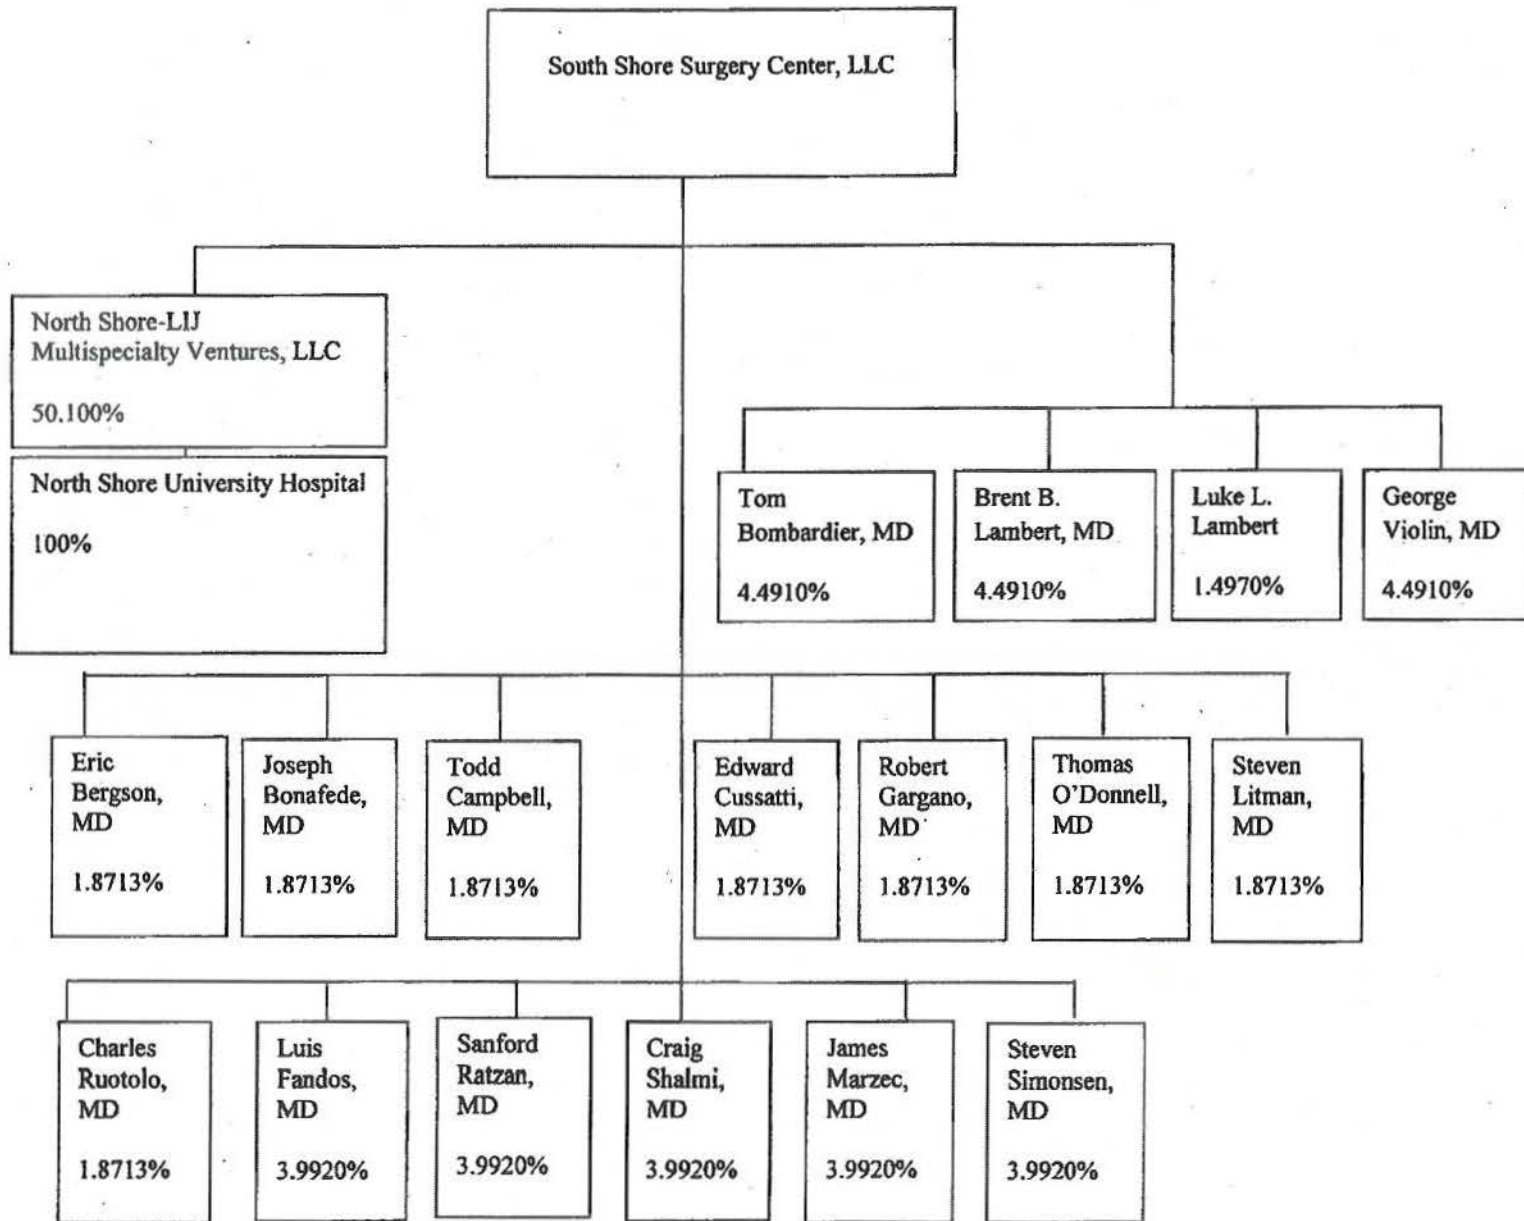 South Shore Surgery Center, LLC
North Shore-LIJ
Multispecialty Ventures, LLC
50.100%
North Shore University Hospital
100%
Tom
Bombardier, MD
4.4910%
Brent B.
Lambert, MD
4.4910%
Luke L.
Lambert
1.4970%
George
Violin, MD
4.4910%
Eric
Bergson,
MD
1.8713%
Joseph
Bonafede,
MD
1.8713%
Todd
Campbell,
MD
1.8713%
Edward
Cussatti,
MD
1.8713%
Robert
Gargano,
MD
1.8713%
Thomas
O'Donnell,
MD
1.8713%
Steven
Litman,
MD
1.8713%
Charles
Ruotolo,
MD
1.8713%
Luis
Fandos,
MD
3.9920%
Sanford
Ratzan,
MD
3.9920%
Craig
Shalmi,
MD
3.9920%
James
Marzec,
MD
3.9920%
Steven
Simonsen,
MD
3.9920%